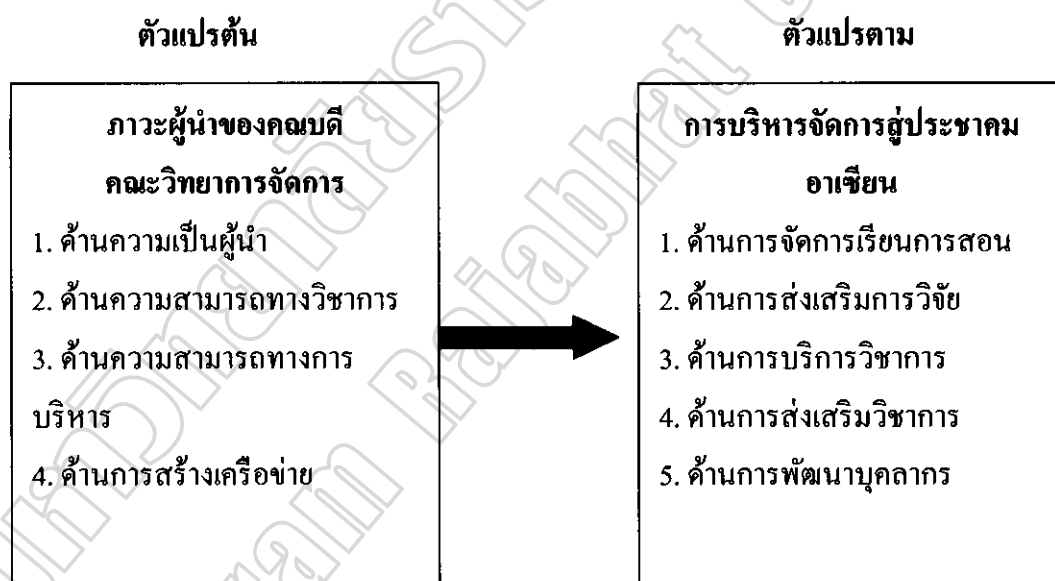 ตัวแปรต้น
ตัวแปรตาม
ภาวะผู้นำของคณบดี
คณะวิทยาการจัดการ
1. ด้านความเป็นผู้นำ
2. ด้านความสามารถทางวิชาการ
3. ด้านความสามารถทางการ
บริหาร
4. ด้านการสร้างเครือข่าย
การบริหารจัดการสู่ประชาคม
อาเซียน
1. ด้านการจัดการเรียนการสอน
2. ด้านการส่งเสริมการวิจัย
3. ด้านการบริการวิชาการ
4. ด้านการส่งเสริมวิชาการ
5. ด้านการพัฒนาบุคลากร
Rajabhat